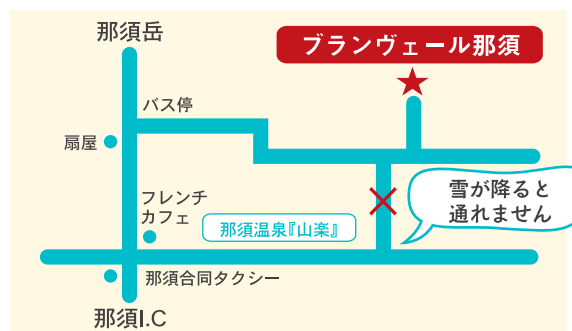 那須岳
ブランヴェール那須
バス停
扇屋
フレンチ
カフェ
那須温泉『山楽』
雪が降ると
通れません
那須合同タクシー
那須I.C